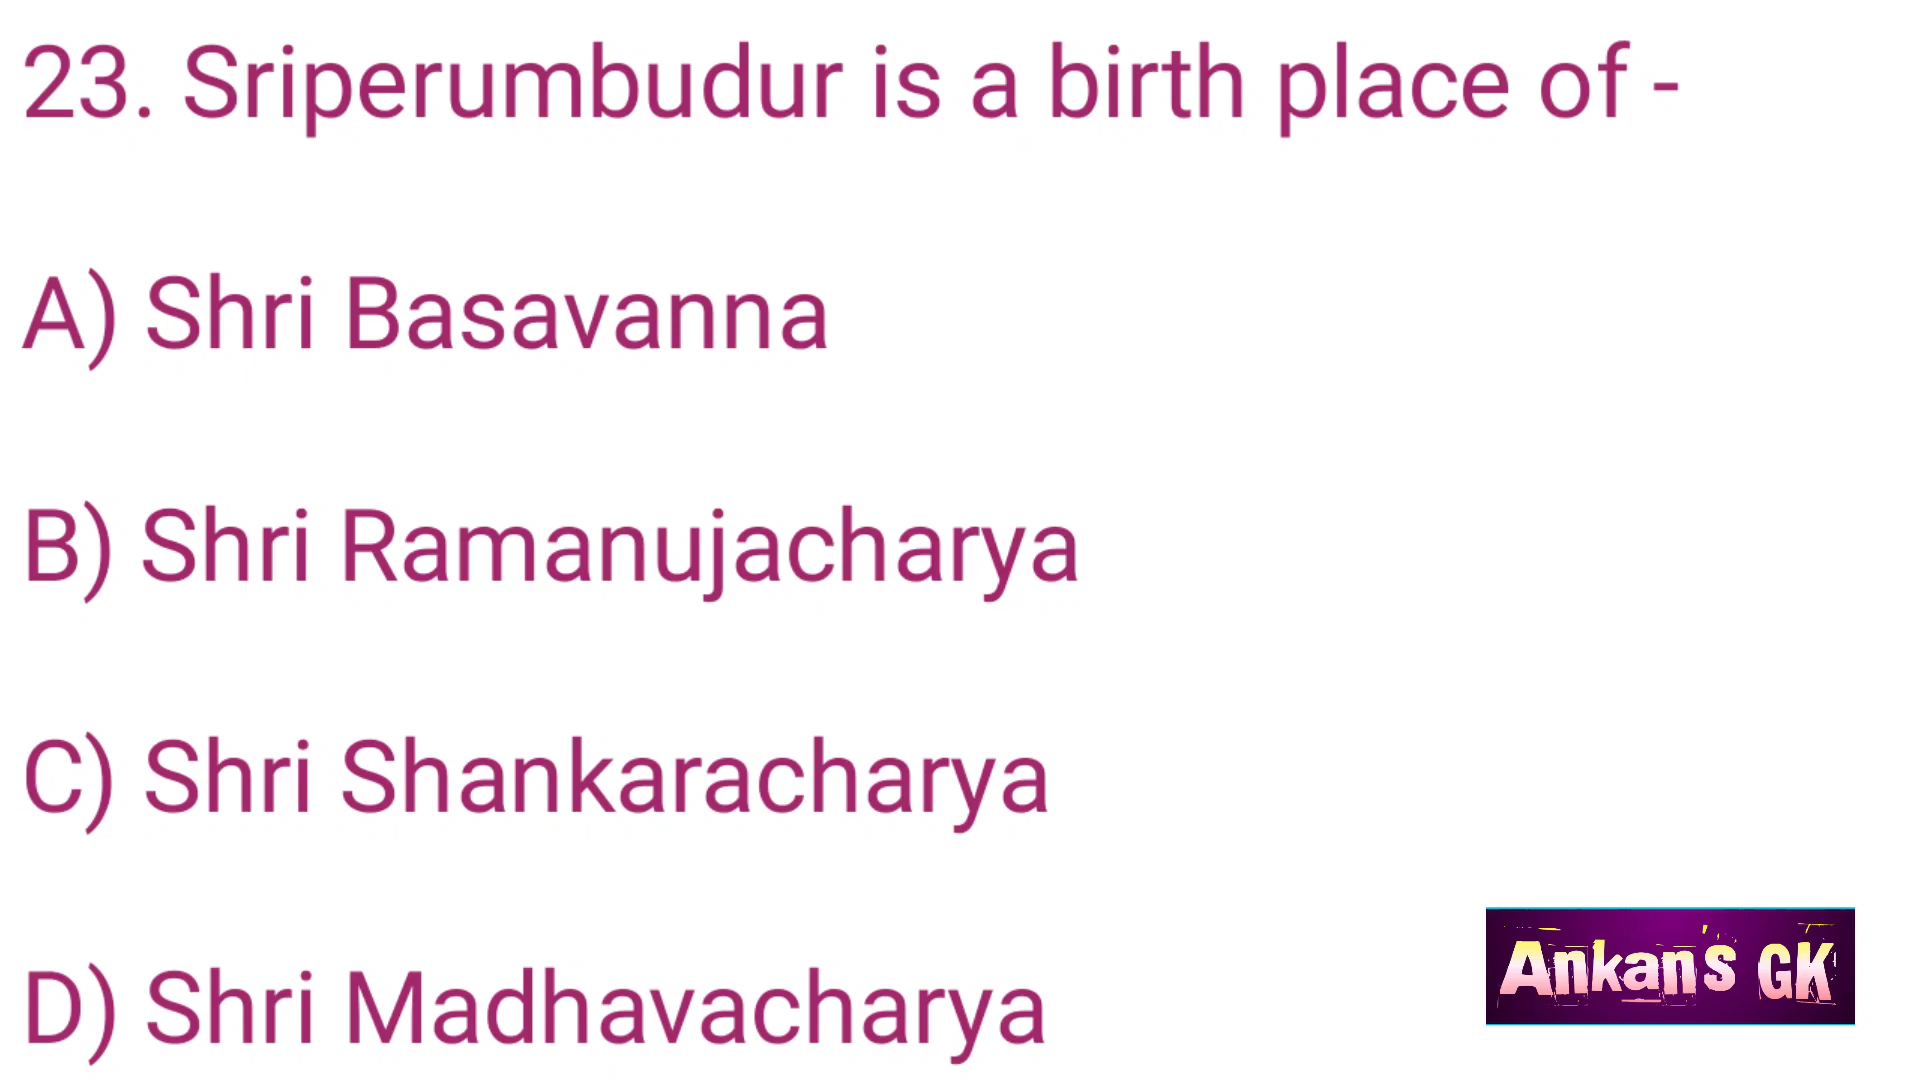 23. Sriperumbudur is a birth place of -
A) Shri Basavanna
B) Shri Ramanujacharya
C) Shri Shankaracharya
D) Shri Madhavacharya
Ankan's GK